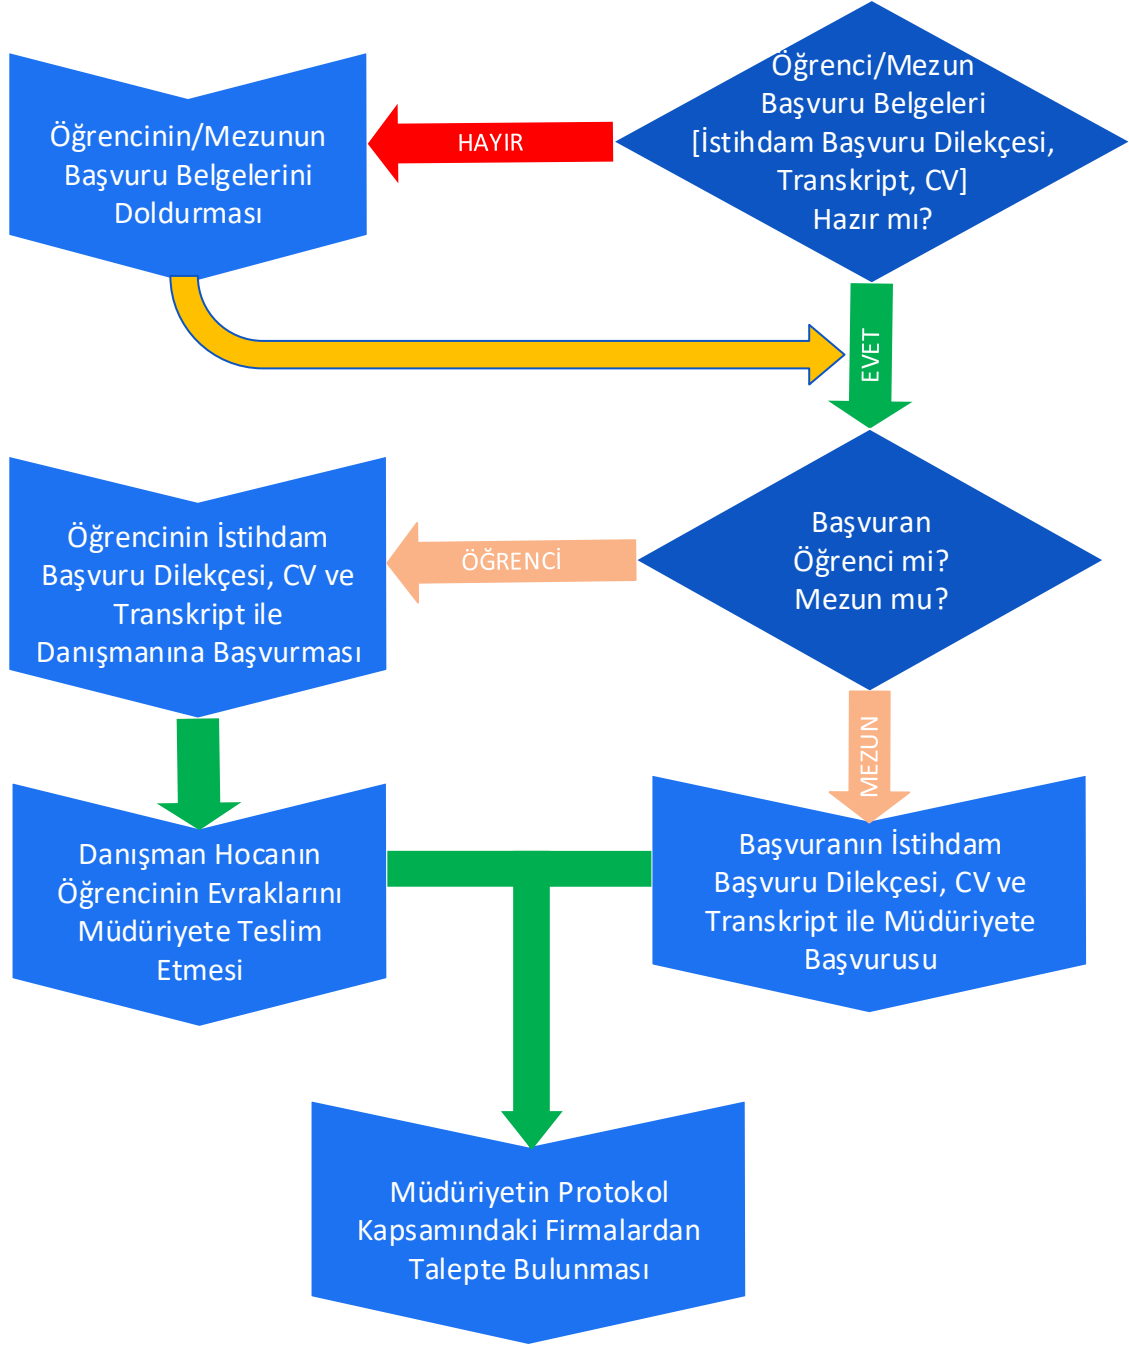 Öğrenci/Mezun
Başvuru Belgeleri
[İstihdam Başvuru Dilekçesi,
Transkript, CV]
Hazır mı?
HAYIR
Öğrencinin/Mezunun
Başvuru Belgelerini
Doldurması
EVET
Başvuran
Öğrenci mi?
Mezun mu?
ÖĞRENCİ
Öğrencinin İstihdam
Başvuru Dilekçesi, CV ve
Transkript ile
Danışmanına Başvurması
MEZUN
Danışman Hocanın
Öğrencinin Evraklarını
Müdüriyete Teslim
Etmesi
Başvuranın İstihdam
Başvuru Dilekçesi, CV ve
Transkript ile Müdüriyete
Başvurusu
Müdüriyetin Protokol
Kapsamındaki Firmalardan
Talepte Bulunması